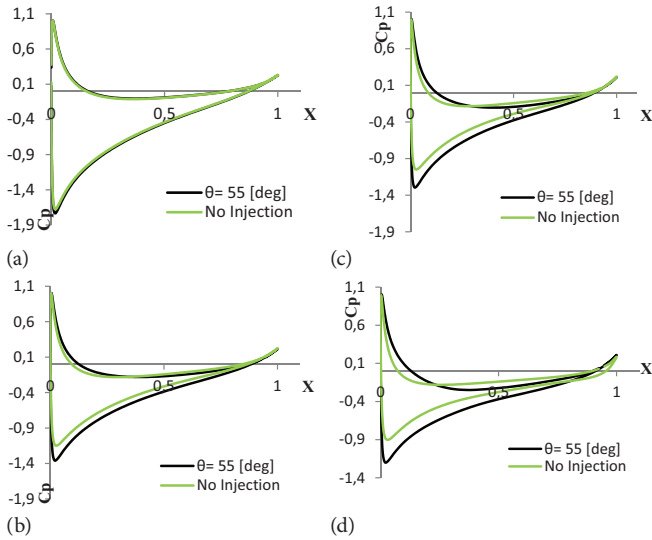 1,1
0,6
0,1
-0,4
-0,9
-1,4
-1,9
Cp
0
0,5
1
X
θ= 55 [deg]
No Injection
(a)
1,1
0,6
0,1
-0,4
-0,9
-1,4
-1,9
Cp
0
0,5
1
X
θ= 55 [deg]
No Injection
(c)
1,1
0,6
0,1
-0,4
-0,9
-1,4
-1,9
Cp
0
0,5
1
X
θ= 55 [deg]
No Injection
(b)
1,1
0,6
0,1
-0,4
-0,9
-1,4
Cp
0
0,5
1
X
θ= 55 [deg]
No Injection
(d)